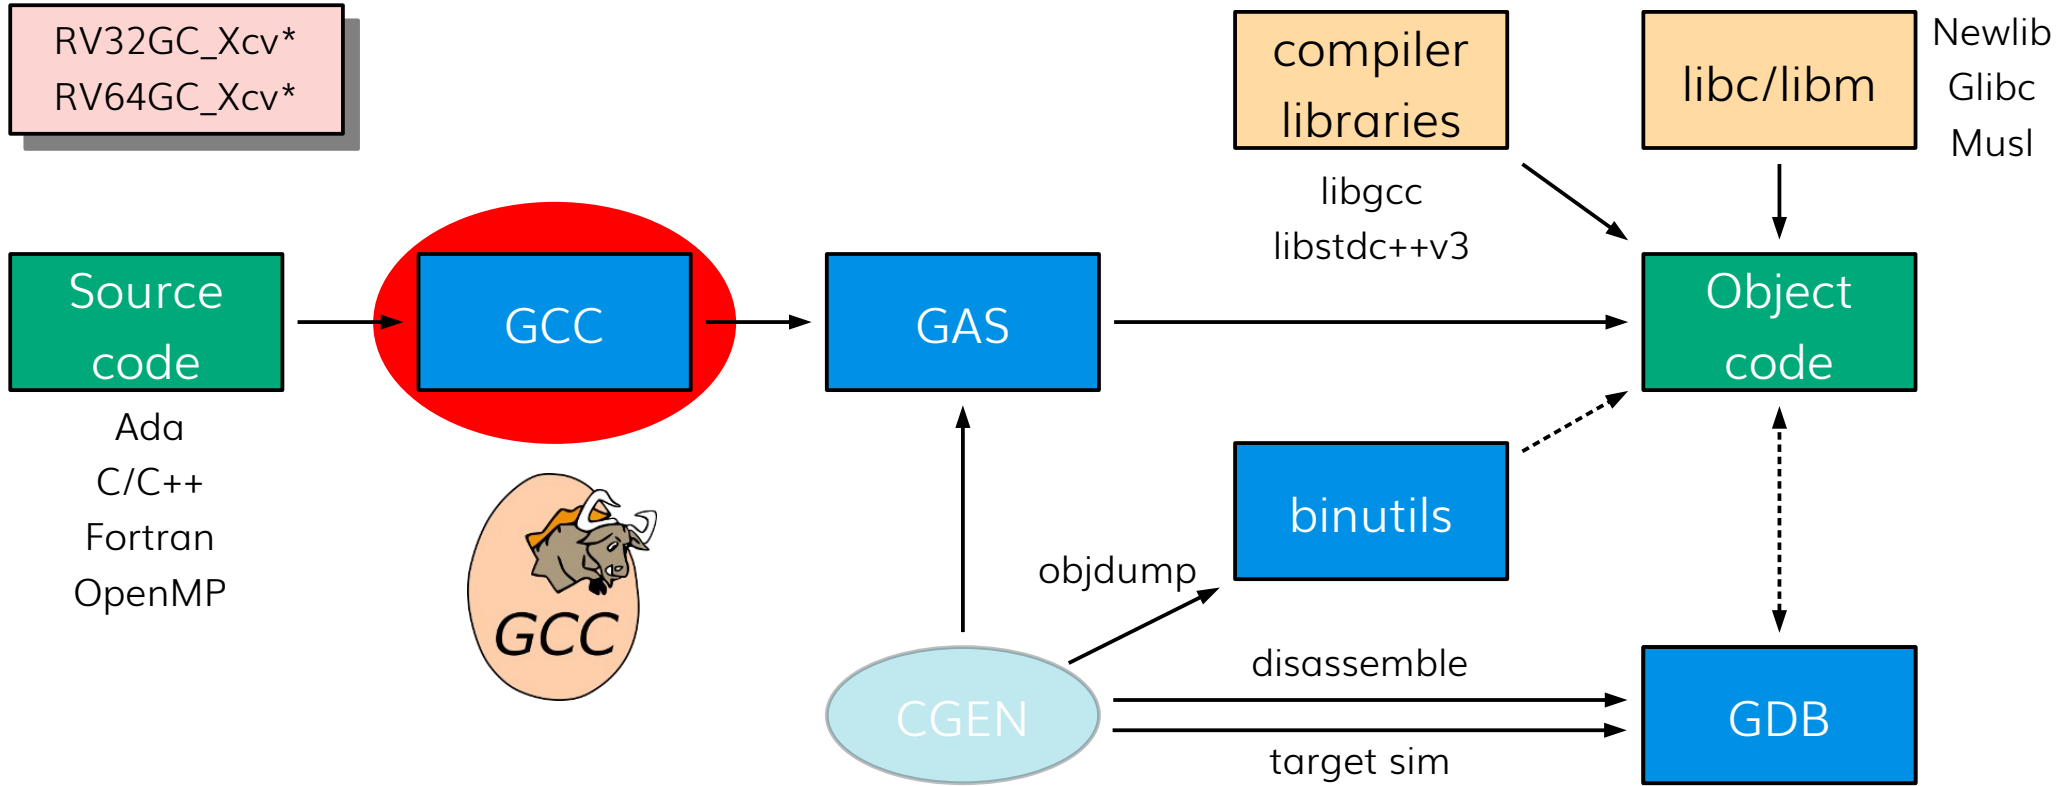 RV32GC_Xcv*
RV64GC_Xcv*
compiler
libraries
libgcc
libstdc++v3
libc/libm
Newlib
Glibc
Musl
Source
code
Ada
C/C++
Fortran
OpenMP
GCC
GCC
GAS
Object
code
binutils
objdump
CGEN
disassemble
target sim
GDB